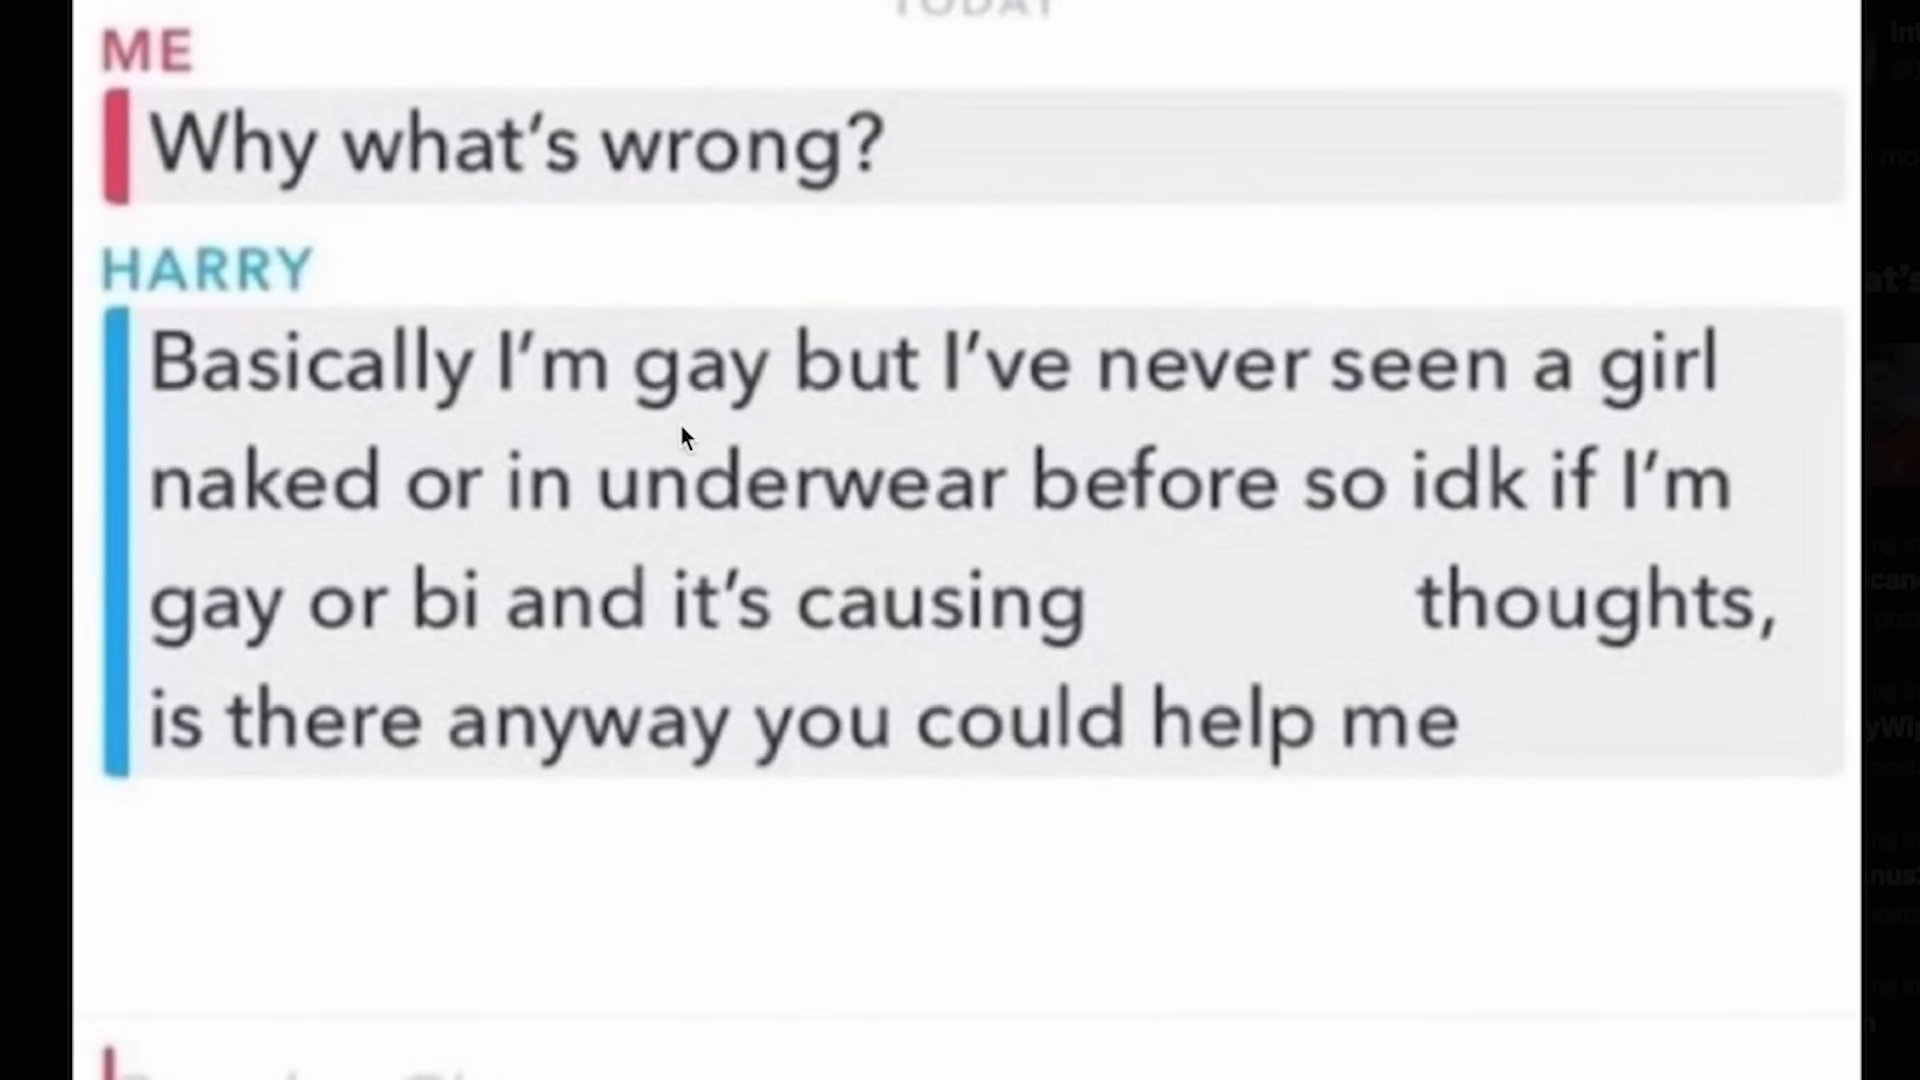 TODAY
ME
Why what's wrong?
HARRY
Basically I'm gay but I've never seen a girl
naked or in underwear before so idk if I'm
gay or bi and it's causing thoughts,
is there anyway you could help me